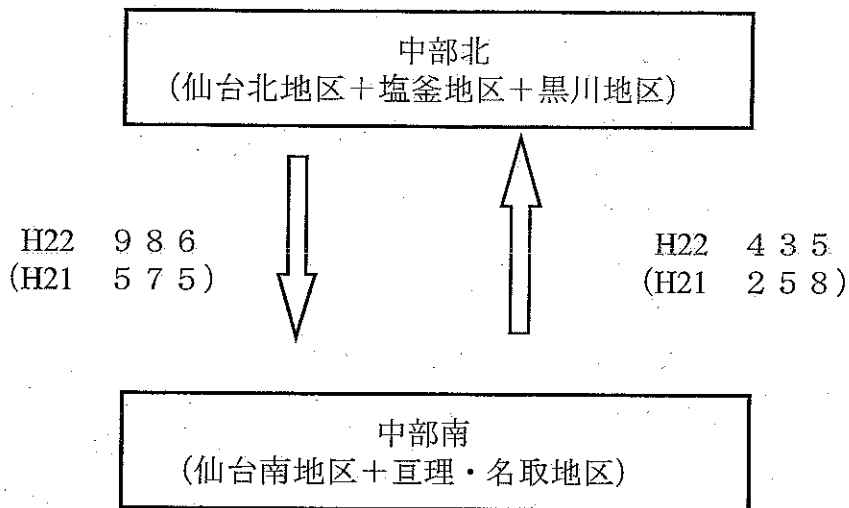 中部北
(仙台北地区＋塩釜地区＋黒川地区)
H22 ９８６
(H21 ５７５)
H22 ４３５
(H21 ２５８)
中部南
(仙台南地区＋亘理・名取地区)